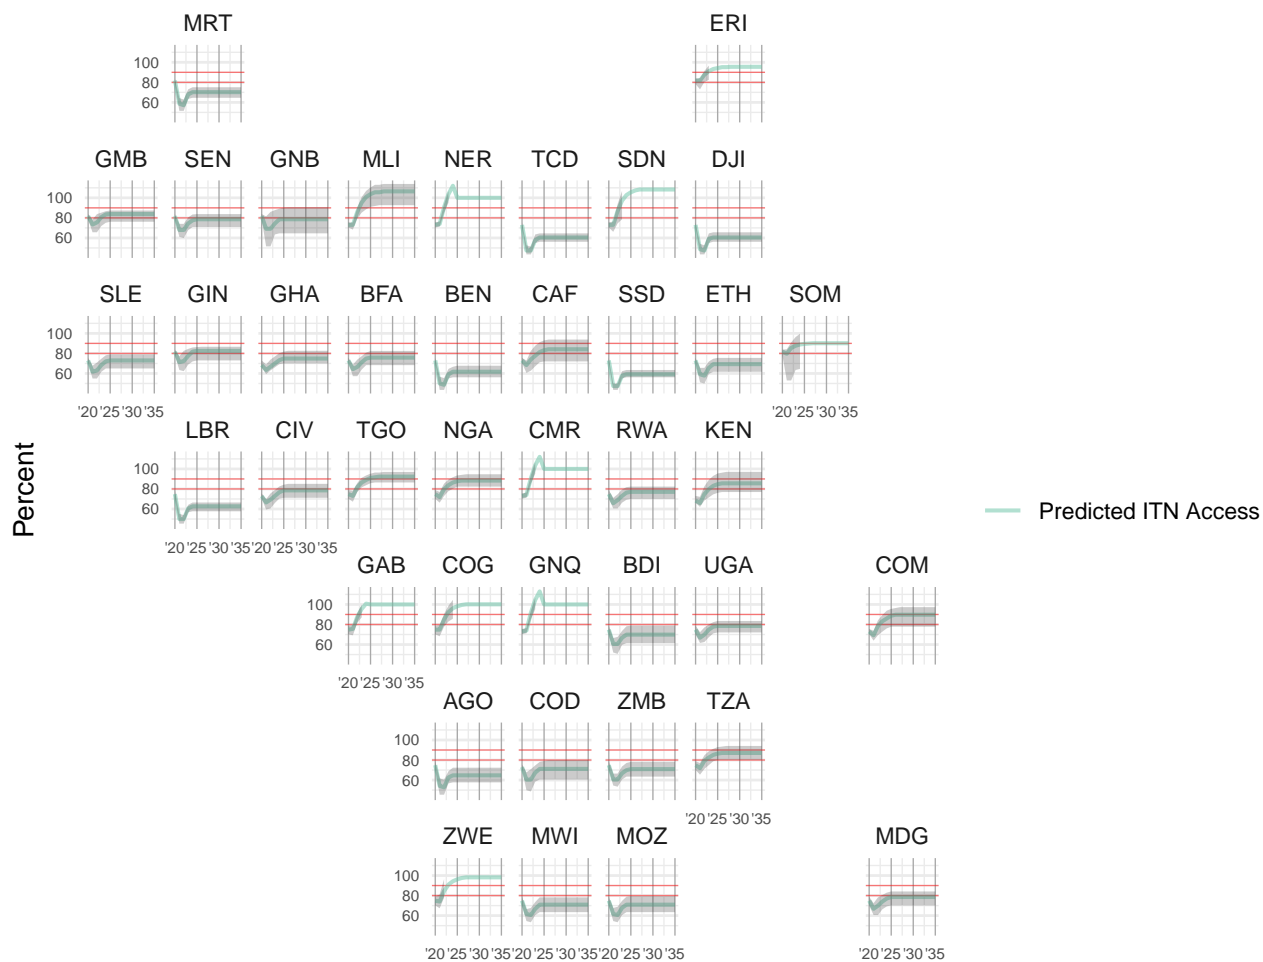 MRT ERI
100
80
60
GMB SEN GNB MLI NER TCD SDN DJI
100
80
60
SLE GIN GHA BFA BEN CAF SSD ETH SOM
100
80
60
'20 '25 '30 '35 '20 '25 '30 '35
LBR CIV TGO NGA CMR RWA KEN
100
80
60
Percent
Predicted ITN Access
'20 '25 '30 '35 '20 '25 '30 '35
GAB COG GNQ BDI UGA COM
100
80
60
'20 '25 '30 '35
AGO COD ZMB TZA
100
80
60
'20 '25 '30 '35
ZWE MWI MOZ MDG
100
80
60
'20 '25 '30 '35 '20 '25 '30 '35 '20 '25 '30 '35 '20 '25 '30 '35